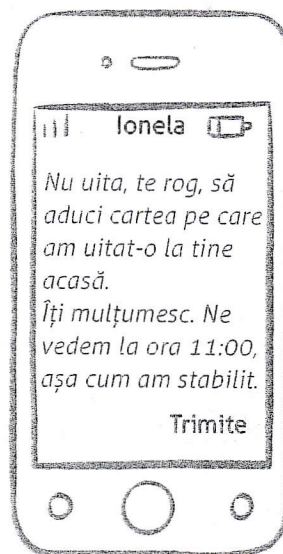 Ionela
Nu uita, te rog, să
aduci cartea pe care
am uitat-o la tine
acasă.
Îți mulțumesc. Ne
vedem la ora 11:00,
așa cum am stabilit.
Trimite